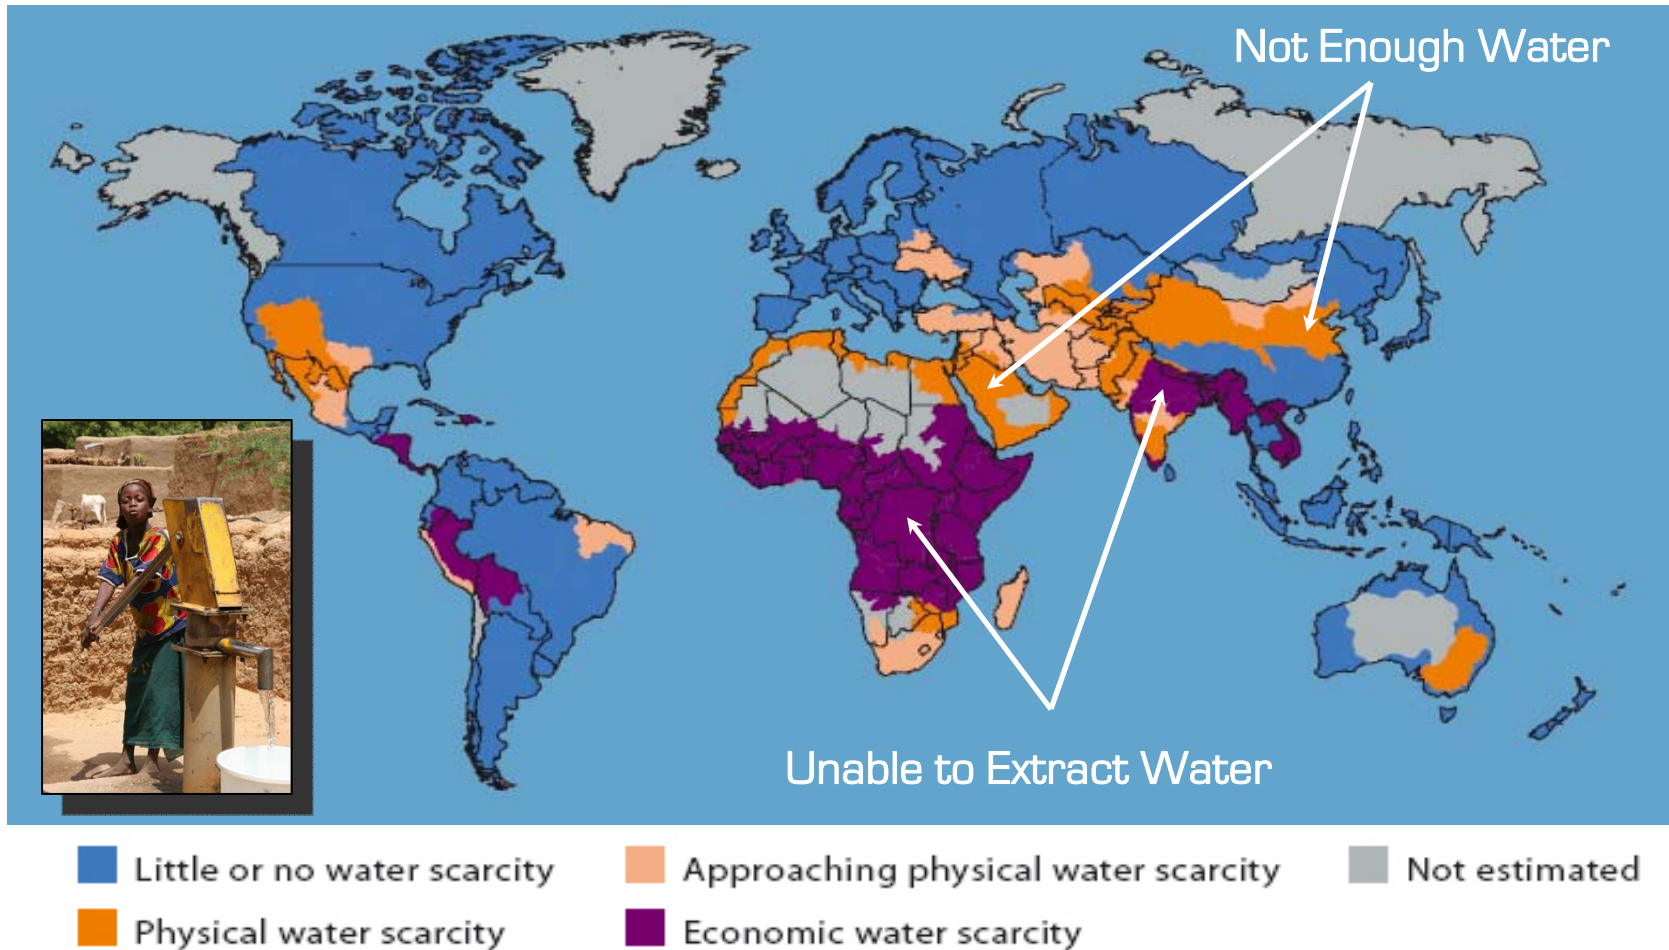 Not Enough Water
Unable to Extract Water
Little or no water scarcity
Approaching physical water scarcity
Not estimated
Physical water scarcity
Economic water scarcity